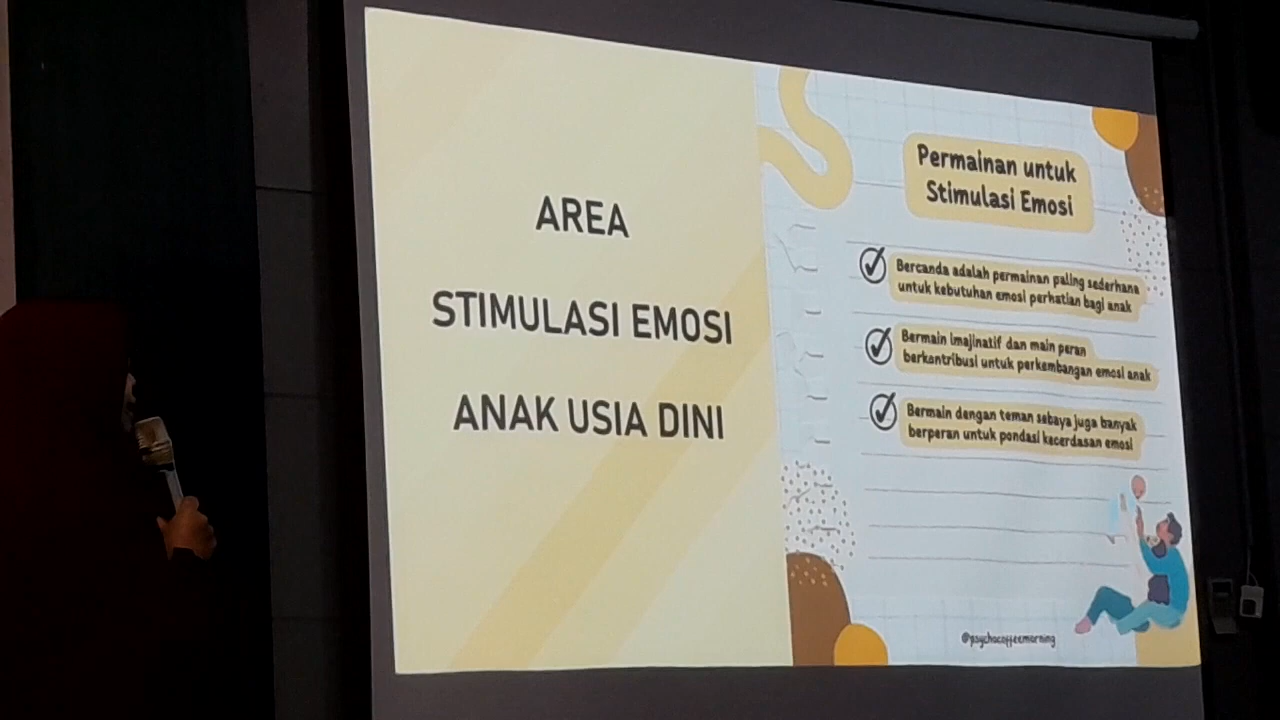 AREA
STIMULASI EMOSI
ANAK USIA DINI
Permainan untuk
Stimulasi Emosi
Bercanda adalah permainan paling sederhana
untuk kebutuhan emosi perhatian bagi anak
Bermain imajinatif dan main peran
berkontribusi untuk perkembangan emosi anak
Bermain dengan teman sebaya juga banyak
berperan untuk pondasi kecerdasan emosi
@psychocoffeemorning